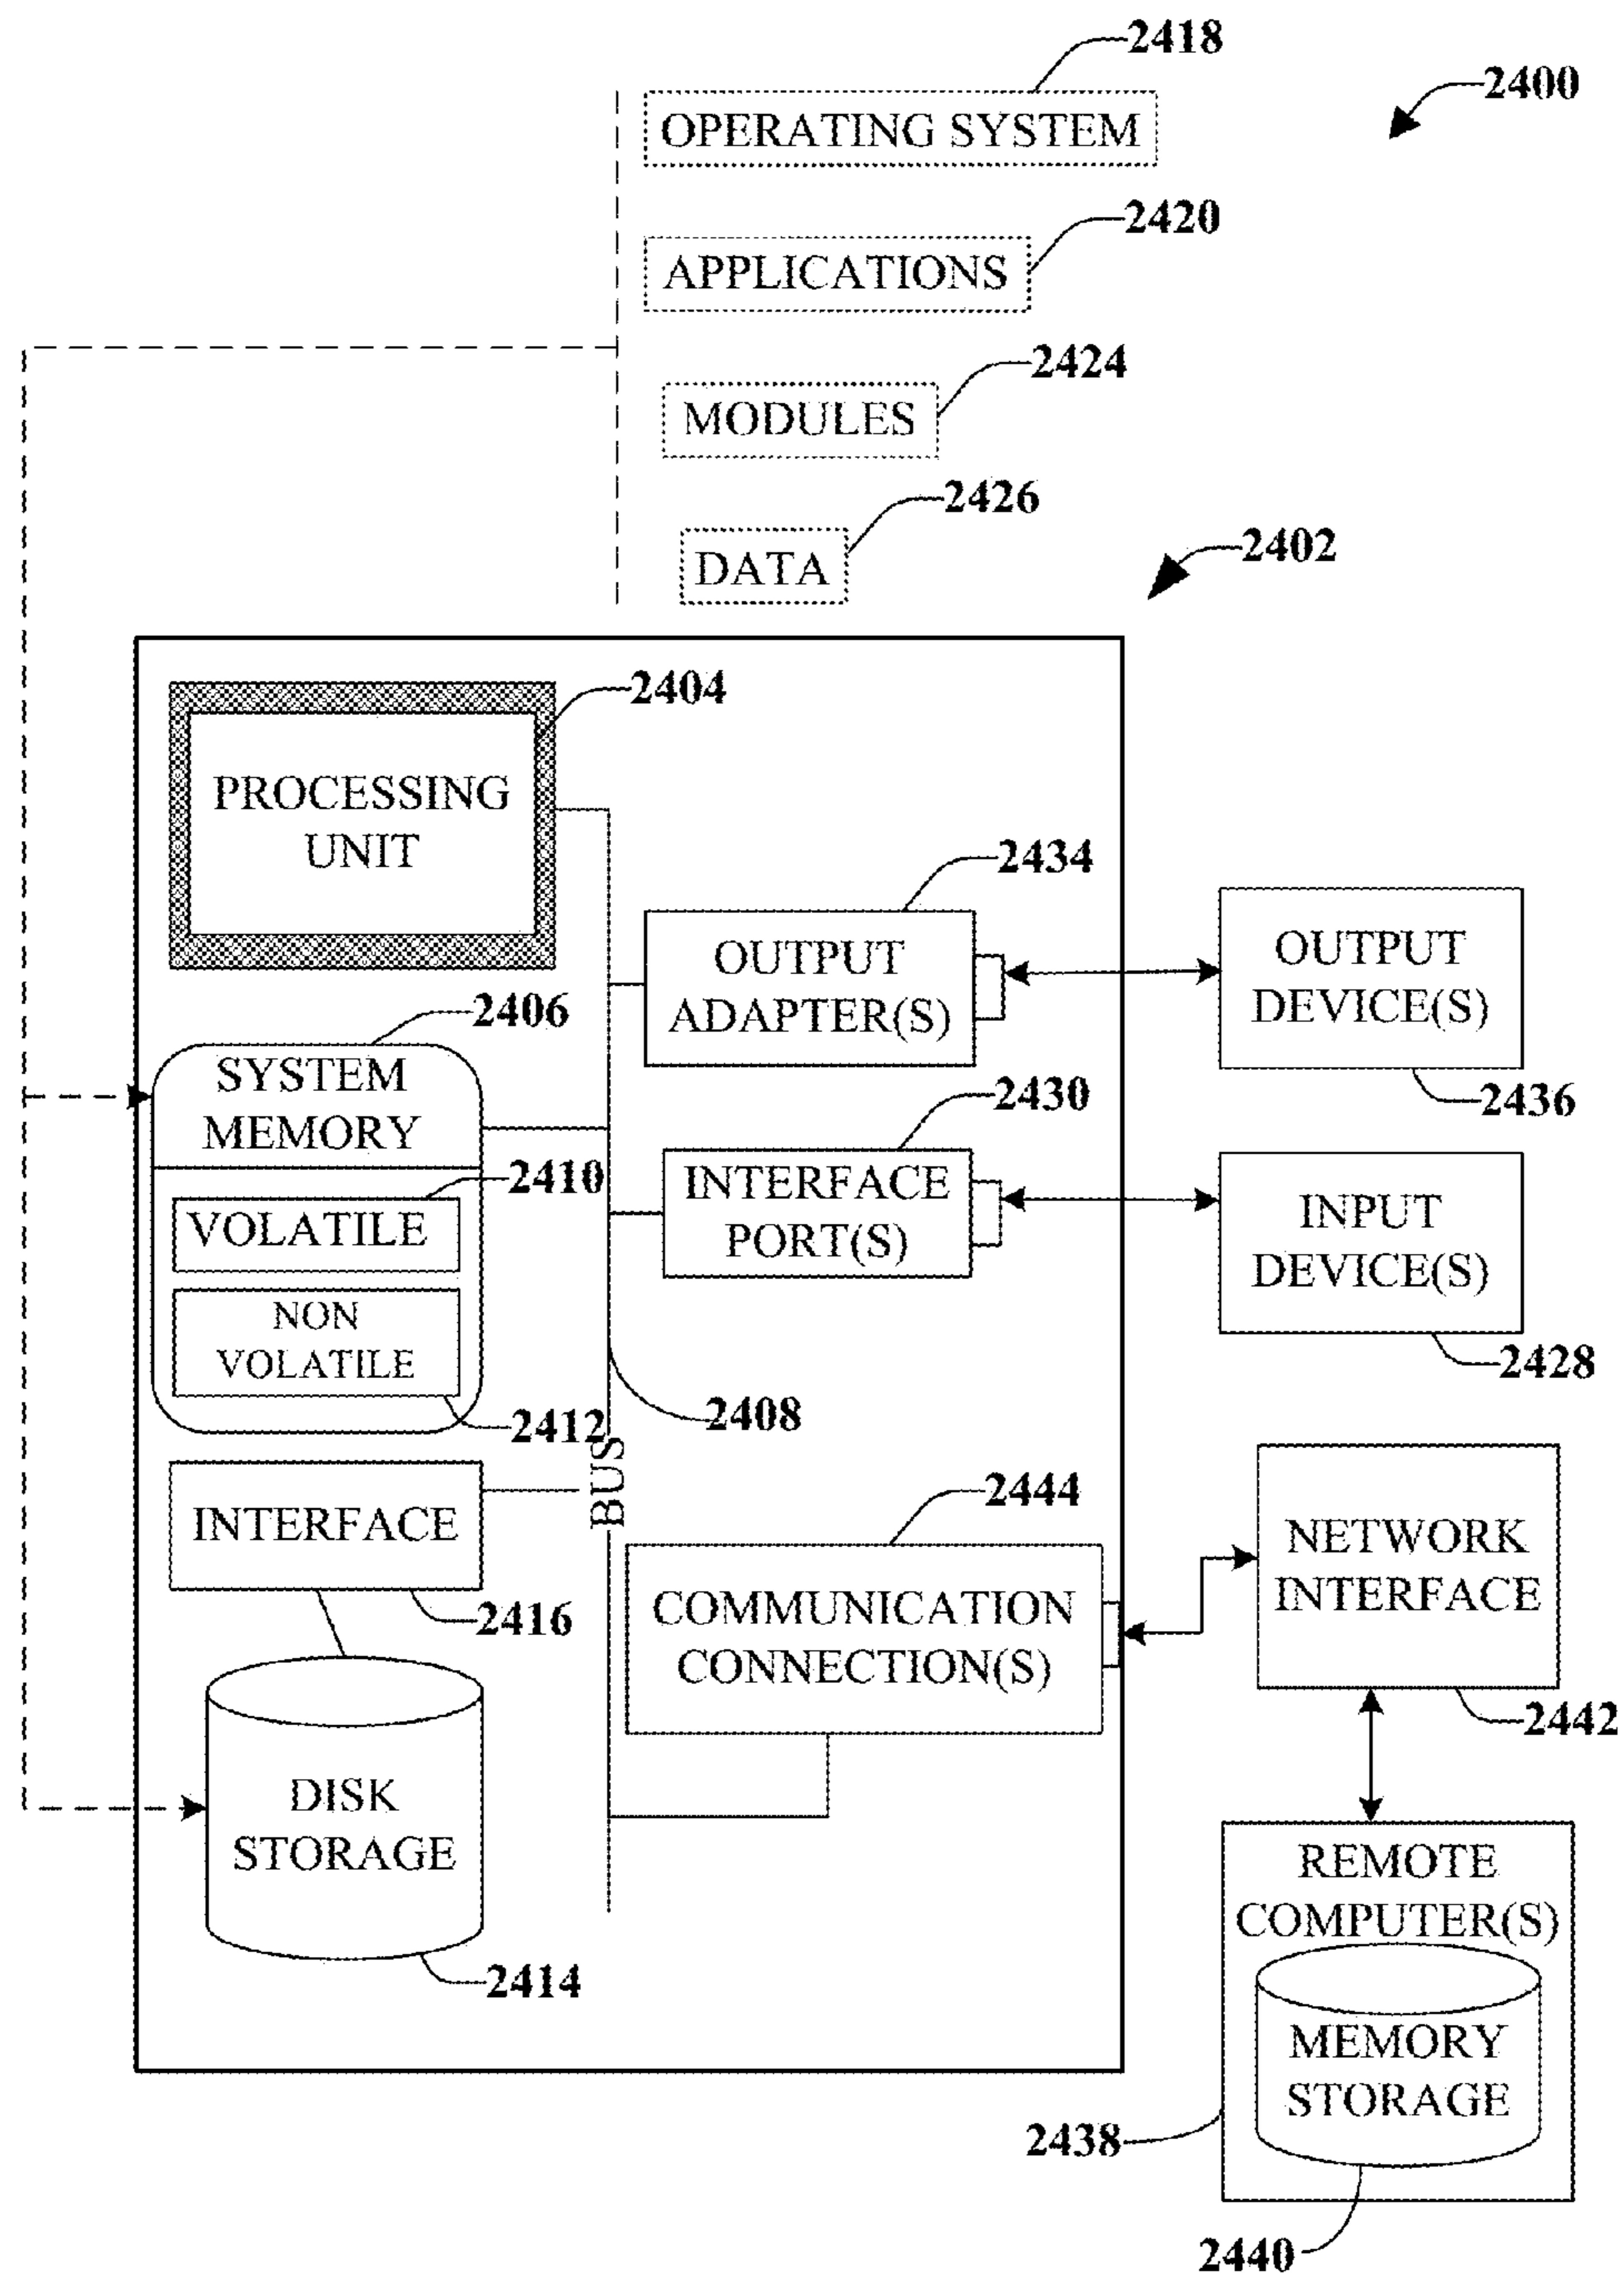 2418
2400
OPERATING SYSTEM
2420
APPLICATIONS
2424
MODULES
2426
DATA
2402
2404
PROCESSING
UNIT
2434
OUTPUT
ADAPTER(S)
OUTPUT
DEVICE(S)
2436
2406
SYSTEM
MEMORY
2410
VOLATILE
NON
VOLATILE
2412
2430
INTERFACE
PORT(S)
INPUT
DEVICE(S)
2428
2408
BUS
INTERFACE
2416
2444
COMMUNICATION
CONNECTION(S)
NETWORK
INTERFACE
2442
DISK
STORAGE
2414
REMOTE
COMPUTER(S)
MEMORY
STORAGE
2438
2440